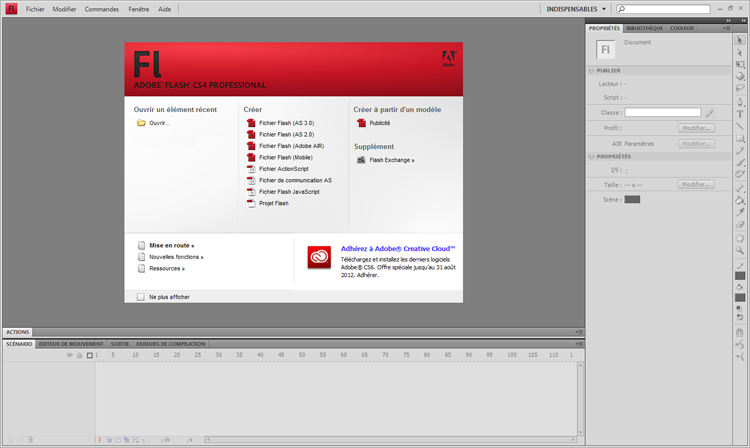 Fl
Fichier Modifier Commandes Fenêtre Aide
INDISPENSABLES
Fl
Adobe
ADOBE® FLASH® CS4 PROFESSIONAL
Ouvrir un élément récent
Ouvrir...
Créer
Fichier Flash (AS 3.0)
Fichier Flash (AS 2.0)
Fichier Flash (Adobe AIR)
Fichier Flash (Mobile)
Fichier ActionScript
Fichier de communication AS
Fichier Flash JavaScript
Projet Flash
Créer à partir d'un modèle
Publicité
Supplément
Flash Exchange »
Mise en route »
Nouvelles fonctions »
Ressources »
Adhérez à Adobe® Creative Cloud™
Téléchargez et installez les derniers logiciels
Adobe® CS6. Offre spéciale jusqu'au 31 août
2012. Adhérer.
Ne plus afficher
PROPRIÉTÉS BIBLIOTHÈQUE COULEUR
Fl
Document
PUBLIER
Lecteur : -
Script : -
Classe :
Profil : Modifier...
AIR Paramètres Modifier...
PROPRIÉTÉS
I/S : -
Taille : --- x --- Modifier...
Scène :
ACTIONS
SCÉNARIO EDITEUR DE MOUVEMENT SORTIE ERREURS DE COMPILATION
1 5 10 15 20 25 30 35 40 45 50 55 60 65 70 75 80 85 90 95 100 105 110 1